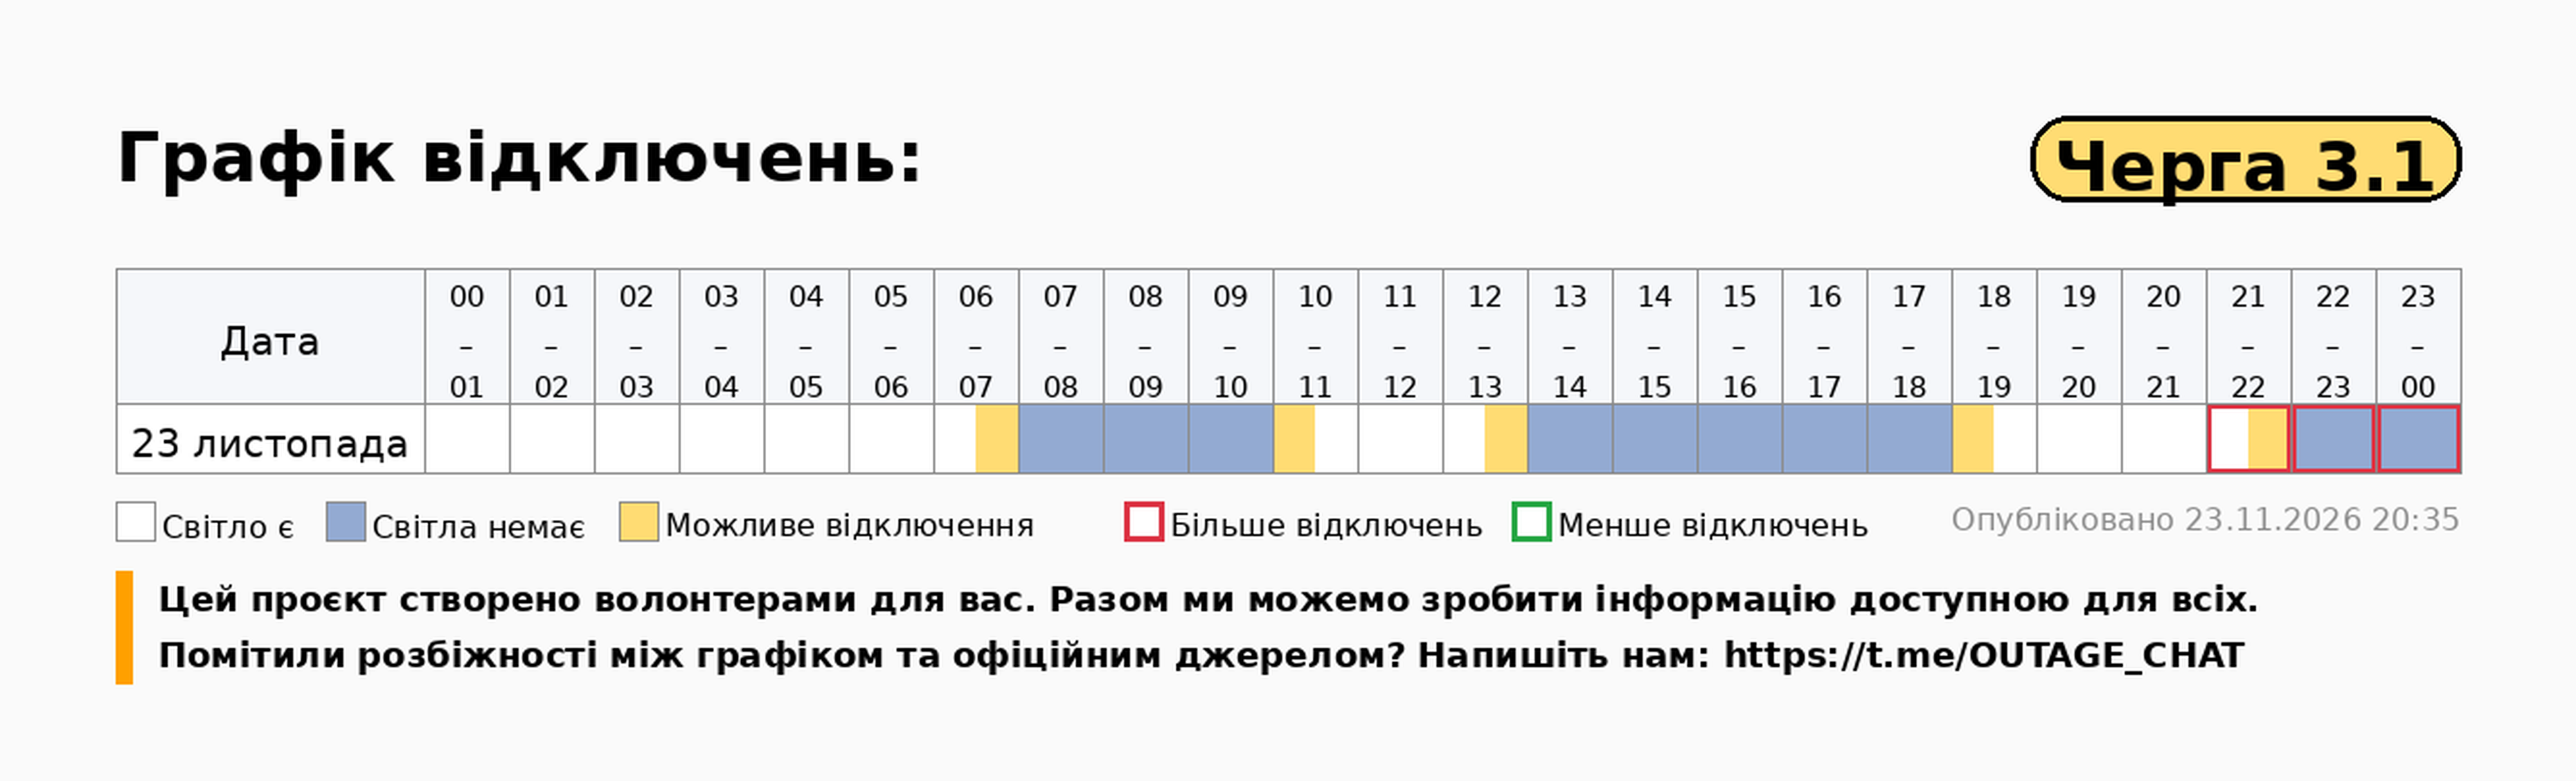 Графік відключень:
Черга 3.1
Дата
00 – 01
01 – 02
02 – 03
03 – 04
04 – 05
05 – 06
06 – 07
07 – 08
08 – 09
09 – 10
10 – 11
11 – 12
12 – 13
13 – 14
14 – 15
15 – 16
16 – 17
17 – 18
18 – 19
19 – 20
20 – 21
21 – 22
22 – 23
23 – 00
23 листопада
Світло є
Світла немає
Можливе відключення
Більше відключень
Менше відключень
Опубліковано 23.11.2026 20:35
Цей проєкт створено волонтерами для вас. Разом ми можемо зробити інформацію доступною для всіх.
Помітили розбіжності між графіком та офіційним джерелом? Напишіть нам: https://t.me/OUTAGE_CHAT